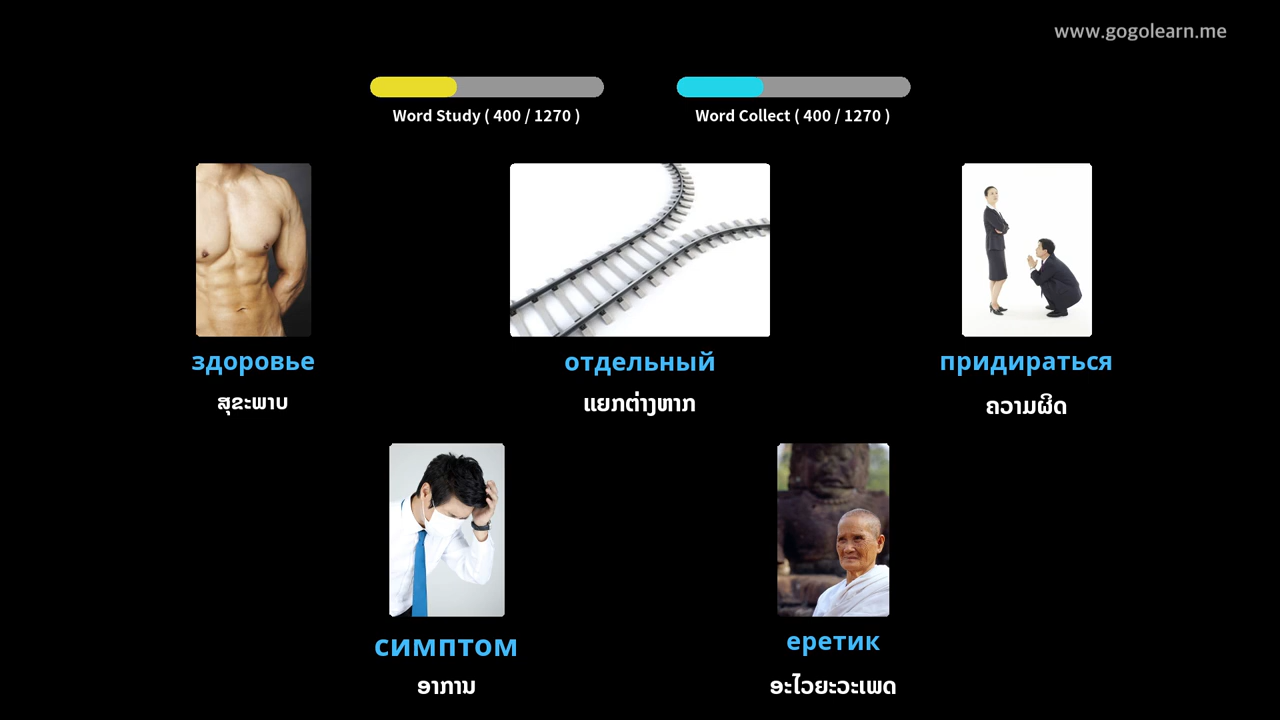 www.gogolearn.me
Word Study ( 400 / 1270 )
Word Collect ( 400 / 1270 )
здоровье
отдельный
придираться
ສຸຂະພາບ
ແຍກຕ່າງຫາກ
ຄວາມຜິດ
симптом
еретик
ອາການ
ອະໄວຍະວະເພດ